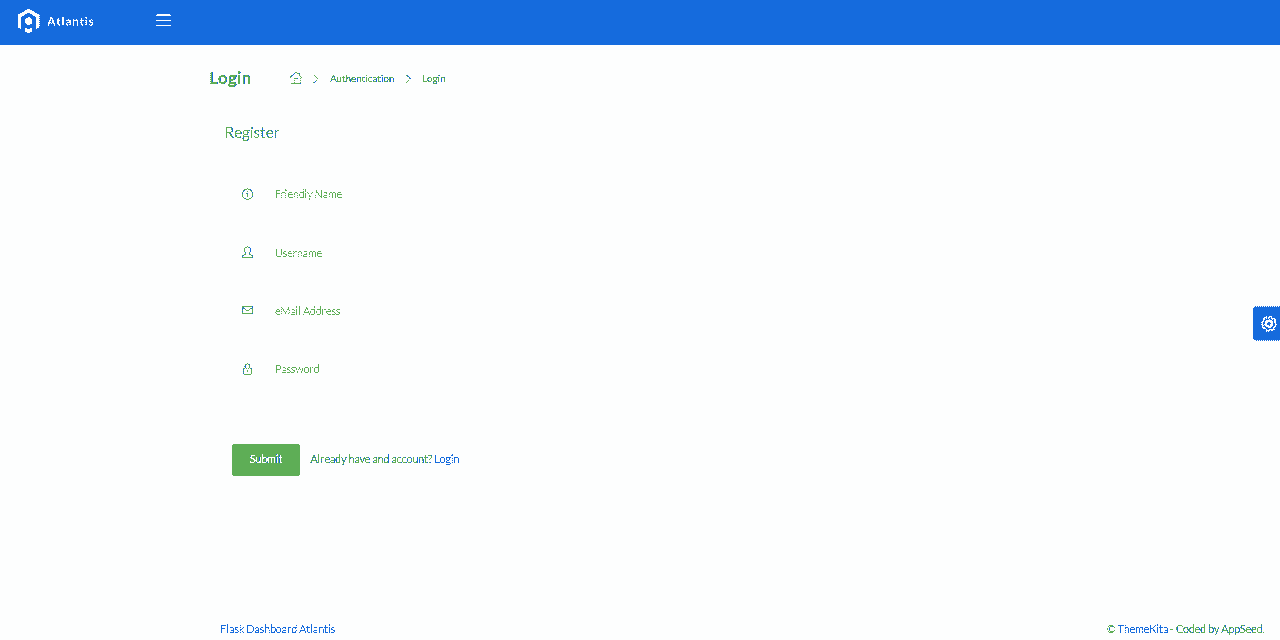 Atlantis
Login Authentication Login
Register
Friendly Name
Username
eMail Address
Password
Submit Already have and account? Login
Flask Dashboard Atlantis © ThemeKita - Coded by AppSeed.